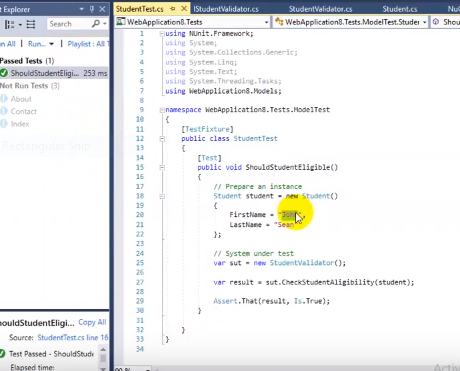 t Explorer
StudentTest.cs
IStudentValidator.cs
StudentValidator.cs
Student.cs
Search
WebApplication8.Tests
WebApplication8.Tests.ModelTest.Studer
Shoul
un All | Run... Playlist : All T
Passed Tests (1)
ShouldStudentEligi... 253 ms
Not Run Tests (3)
About
Contact
Index
Rectangular Snip
1 using NUnit.Framework;
2 using System;
3 using System.Collections.Generic;
4 using System.Linq;
5 using System.Text;
6 using System.Threading.Tasks;
7 using WebApplication8.Models;
8
9 namespace WebApplication8.Tests.ModelTest
10 {
11 [TestFixture]
12 public class StudentTest
13 {
14 [Test]
15 public void ShouldStudentEligible()
16 {
17 // Prepare an instance
18 Student student = new Student()
19 {
20 FirstName = "John",
21 LastName = "Sean"
22 };
23
24 // System under test
25 var sut = new StudentValidator();
26
27 var result = sut.CheckStudentAligibility(student);
28
29 Assert.That(result, Is.True);
30 }
31
32 }
33 }
34
houldStudentEligi... Copy All
Source: StudentTest.cs line 16
Test Passed - ShouldStudentE
Elapsed time: